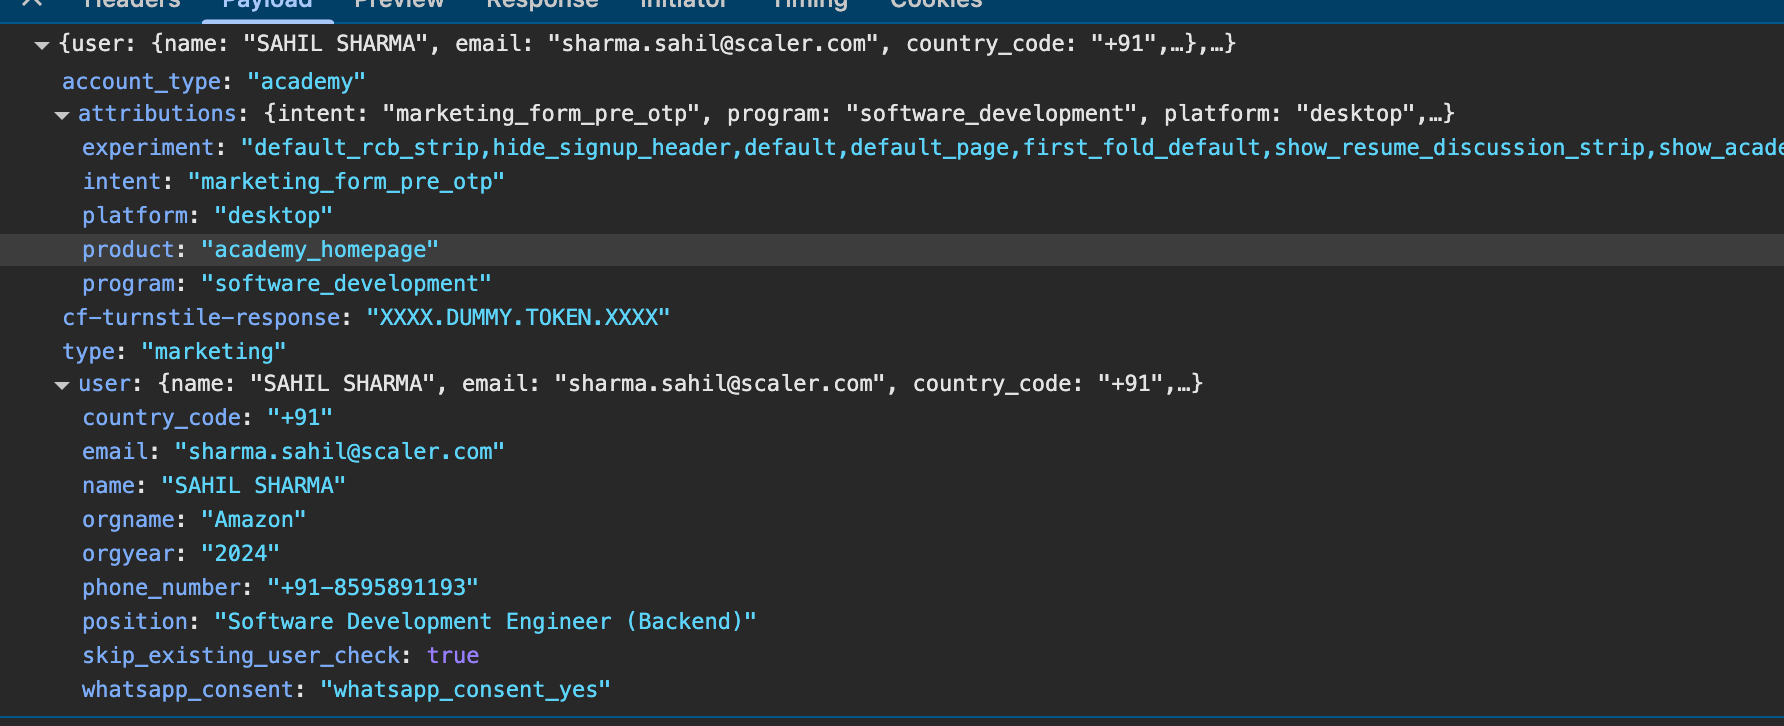 Headers Payload Preview Response Initiator Timing Cookies
{user: {name: "SAHIL SHARMA", email: "sharma.sahil@scaler.com", country_code: "+91",…},…}
account_type: "academy"
attributions: {intent: "marketing_form_pre_otp", program: "software_development", platform: "desktop",…}
experiment: "default_rcb_strip,hide_signup_header,default,default_page,first_fold_default,show_resume_discussion_strip,show_acade
intent: "marketing_form_pre_otp"
platform: "desktop"
product: "academy_homepage"
program: "software_development"
cf-turnstile-response: "XXXX.DUMMY.TOKEN.XXXX"
type: "marketing"
user: {name: "SAHIL SHARMA", email: "sharma.sahil@scaler.com", country_code: "+91",…}
country_code: "+91"
email: "sharma.sahil@scaler.com"
name: "SAHIL SHARMA"
orgname: "Amazon"
orgyear: "2024"
phone_number: "+91-8595891193"
position: "Software Development Engineer (Backend)"
skip_existing_user_check: true
whatsapp_consent: "whatsapp_consent_yes"